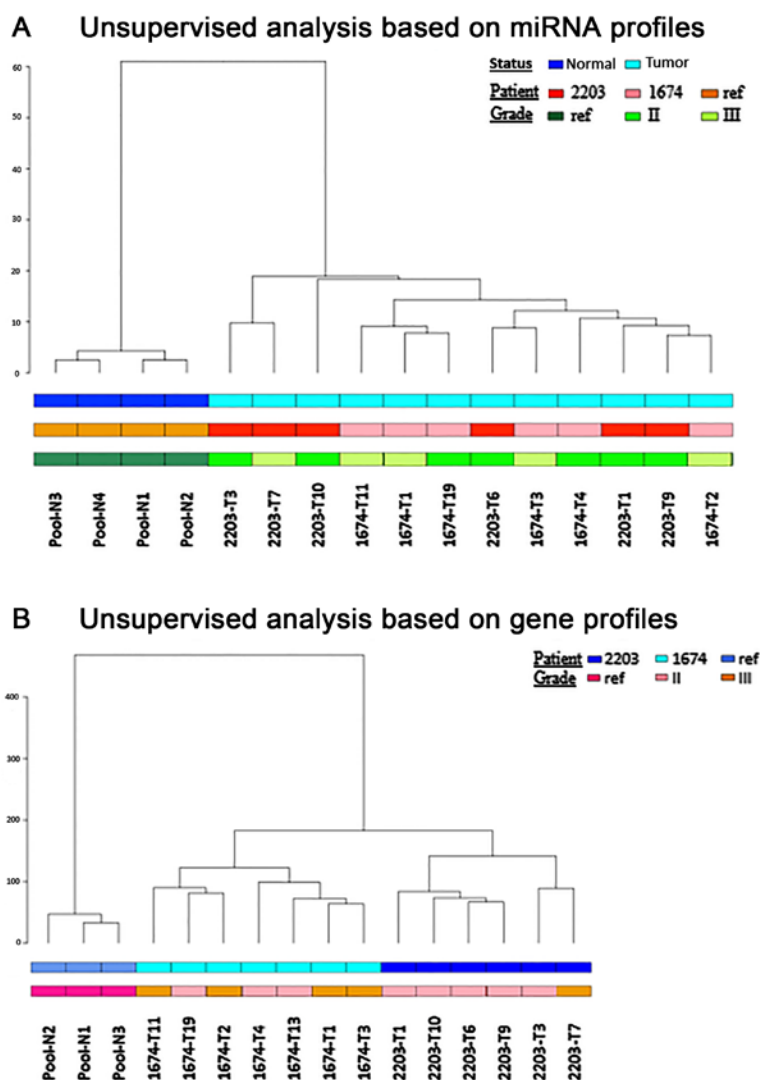 A Unsupervised analysis based on miRNA profiles
Status Normal Tumor
Patient 2203 1674 ref
Grade ref II III
60
50
40
30
20
10
0
Pool-N3
Pool-N4
Pool-N1
Pool-N2
2203-T3
2203-T7
2203-T10
1674-T11
1674-T1
1674-T19
2203-T6
1674-T3
1674-T4
2203-T1
2203-T9
1674-T2
B Unsupervised analysis based on gene profiles
Patient 2203 1674 ref
Grade ref II III
400
300
200
100
0
Pool-N2
Pool-N1
Pool-N3
1674-T11
1674-T19
1674-T2
1674-T4
1674-T13
1674-T1
1674-T3
2203-T1
2203-T10
2203-T6
2203-T9
2203-T3
2203-T7